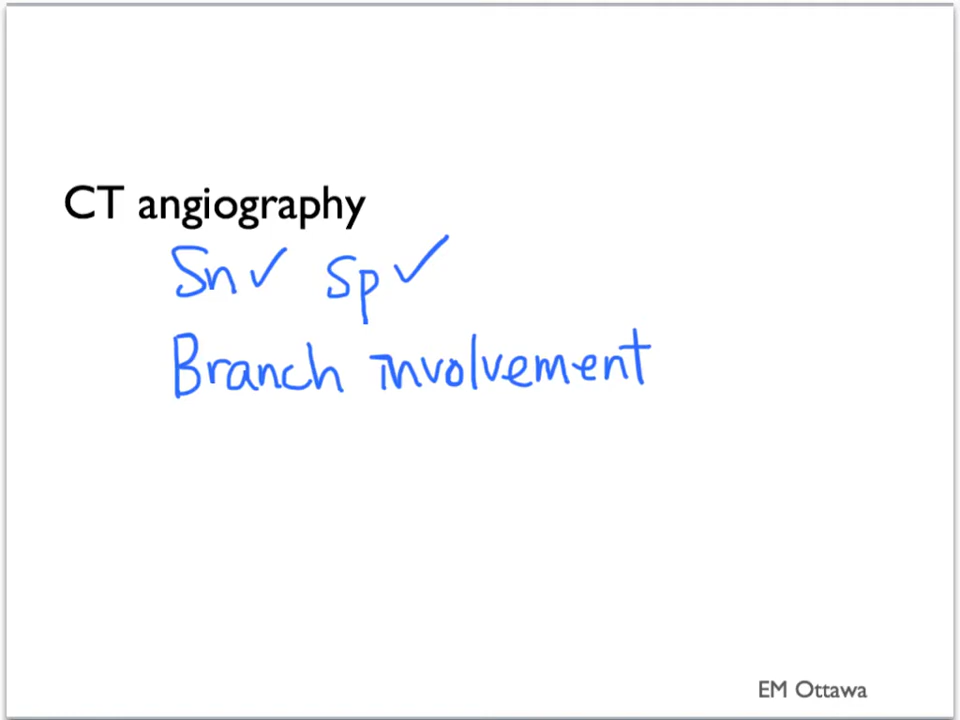 CT angiography
Sn ✓ Sp ✓
Branch involvement
EM Ottawa